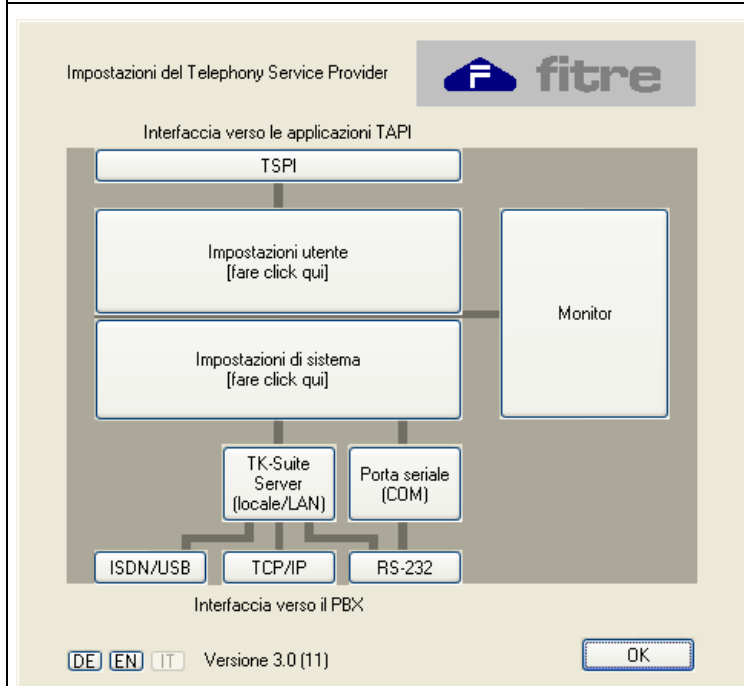 Impostazioni del Telephony Service Provider
fitre
Interfaccia verso le applicazioni TAPI
TSPI
Impostazioni utente
[fare click qui]
Monitor
Impostazioni di sistema
[fare click qui]
TK-Suite
Server
(locale/LAN)
Porta seriale
(COM)
ISDN/USB
TCP/IP
RS-232
Interfaccia verso il PBX
DE EN IT Versione 3.0 (11)
OK